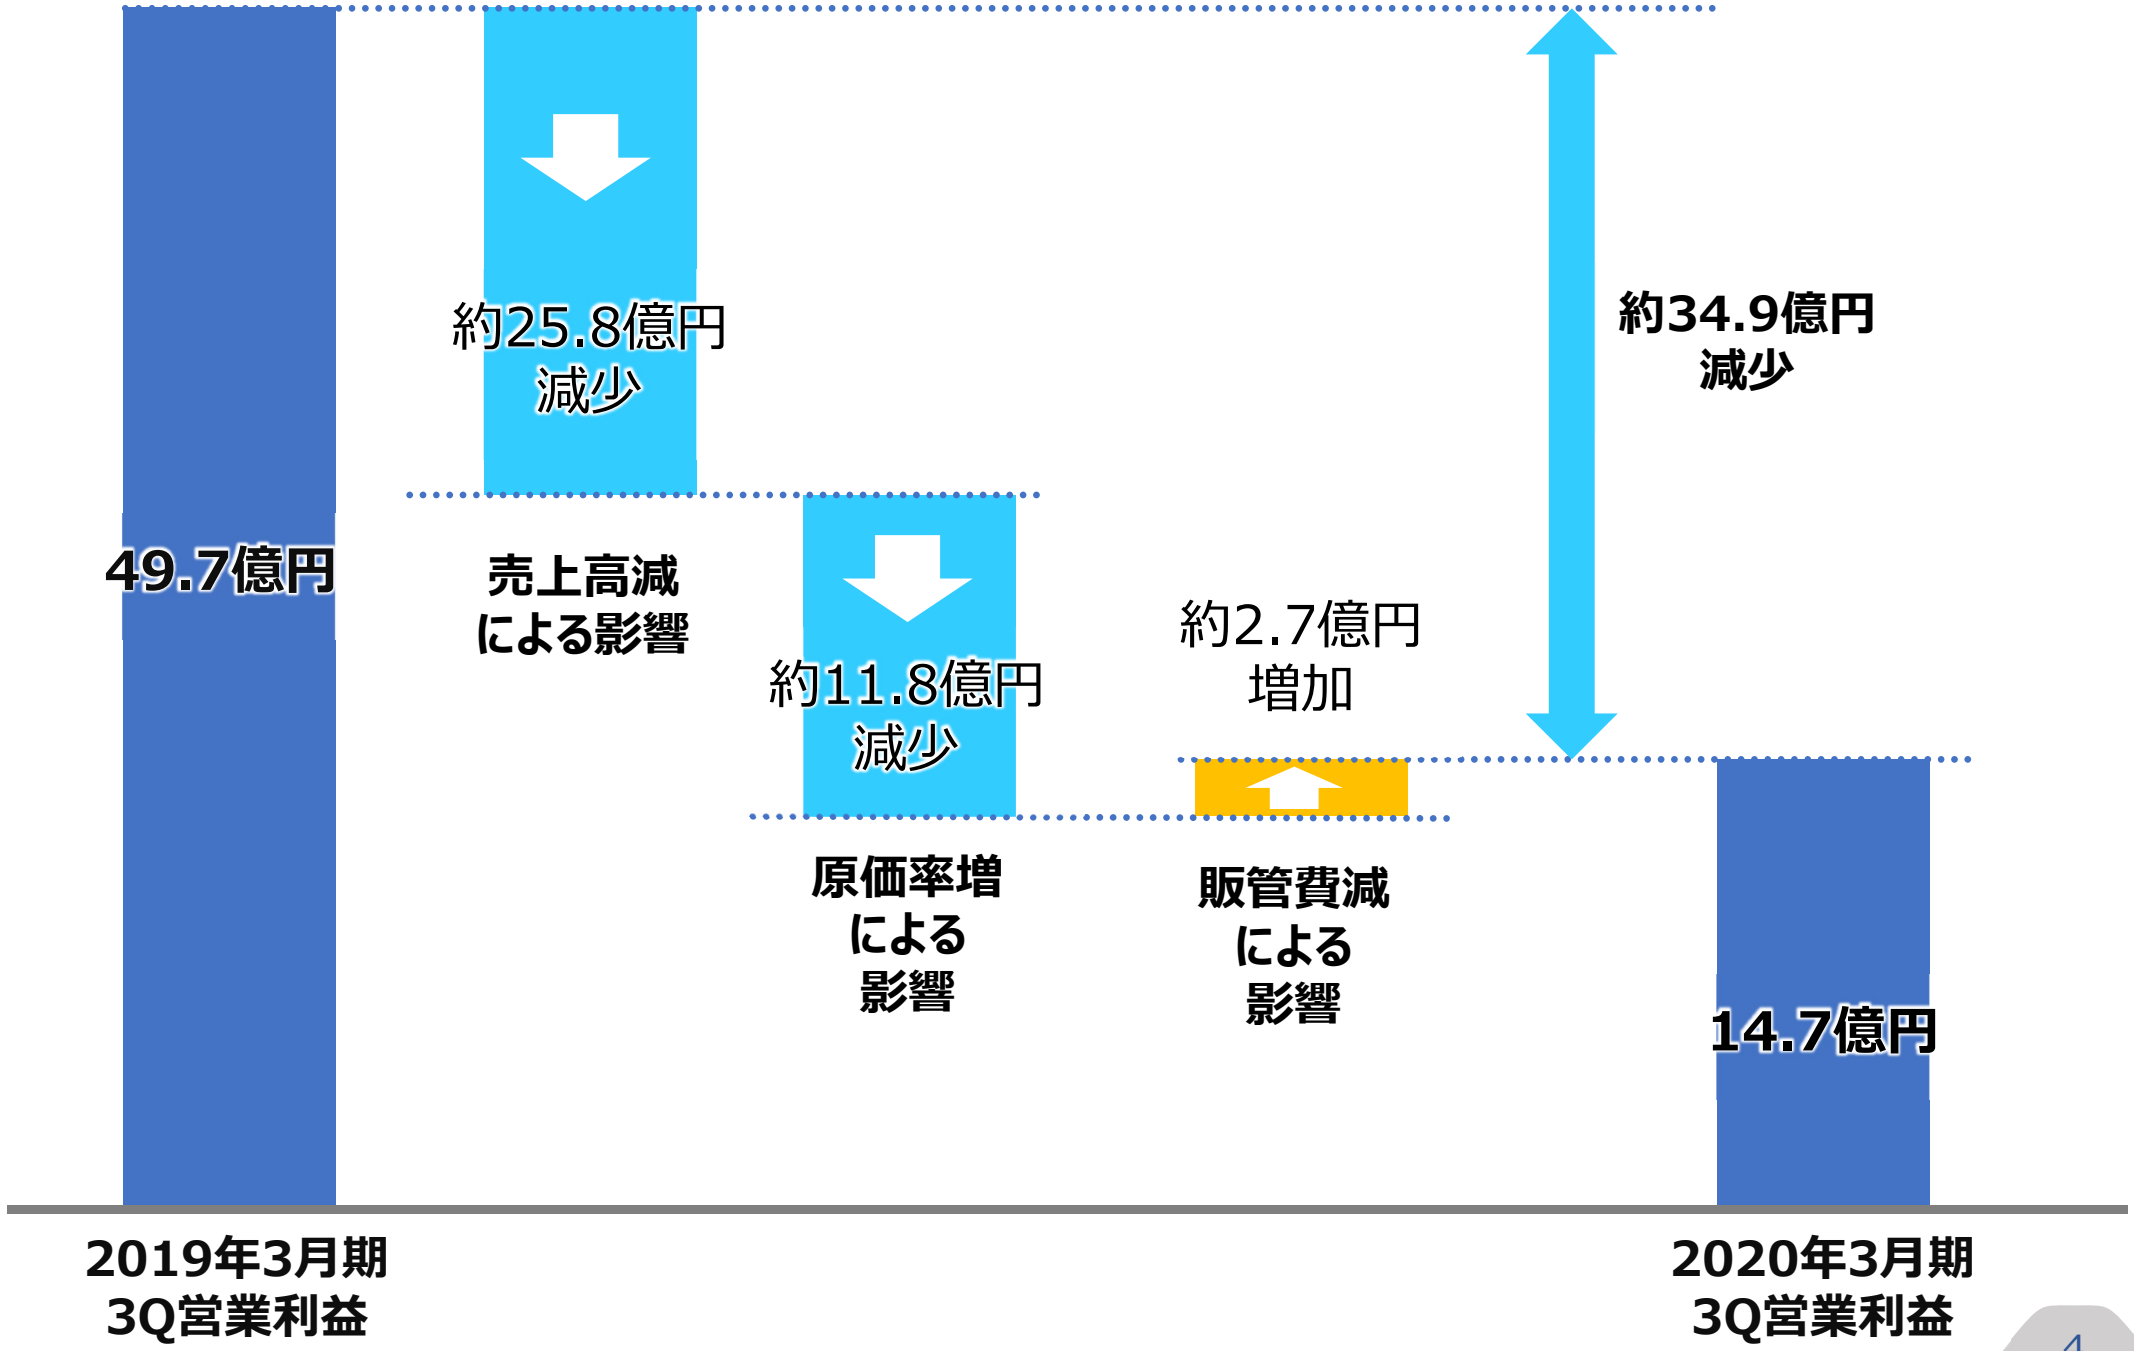 49.7億円
約25.8億円
減少
売上高減
による影響
約11.8億円
減少
原価率増
による
影響
約2.7億円
増加
販管費減
による
影響
約34.9億円
減少
14.7億円
2019年3月期
3Q営業利益
2020年3月期
3Q営業利益
4